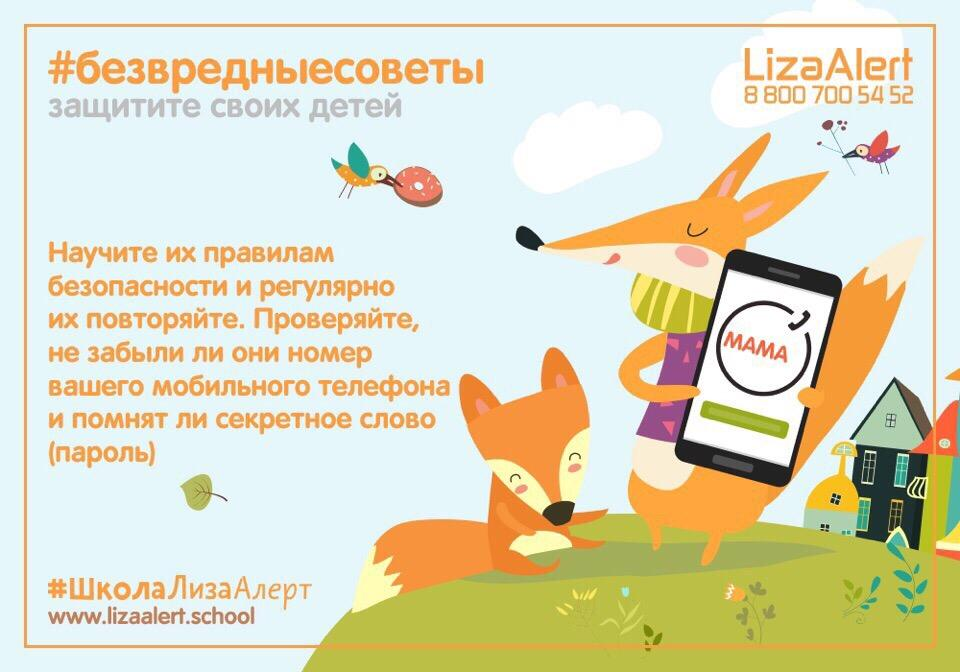 #безвредныесоветы
защитите своих детей
LizaAlert
8 800 700 54 52
Научите их правилам
безопасности и регулярно
их повторяйте. Проверяйте,
не забыли ли они номер
вашего мобильного телефона
и помнят ли секретное слово
(пароль)
МАМА
#ШколаЛизаАлерт
www.lizaalert.school